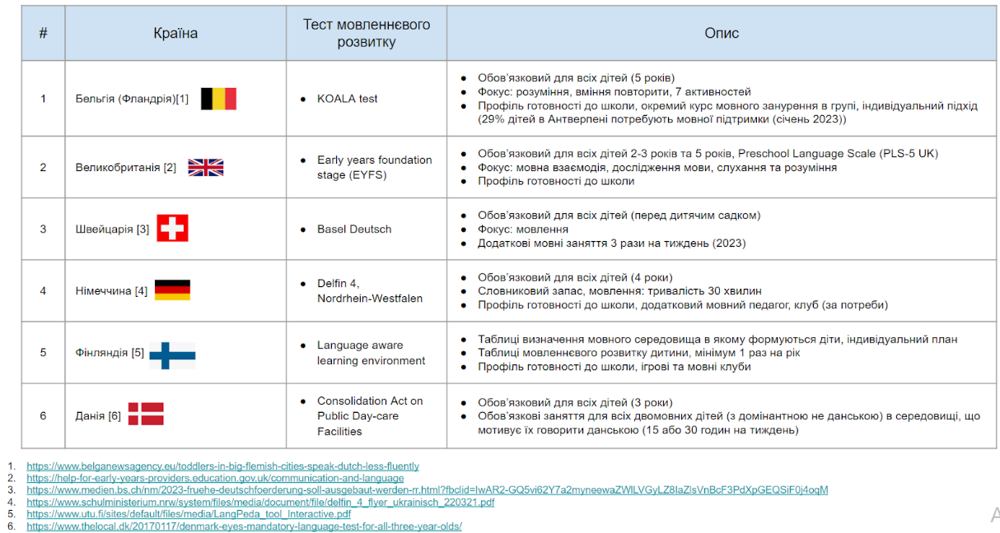 #
Країна
Тест мовленнєвого
розвитку
Опис
1
Бельгія (Фландрія)[1]
● KOALA test
● Обов’язковий для всіх дітей (5 років)
● Фокус: розуміння, вміння повторити, 7 активностей
● Профіль готовності до школи, окремий курс мовного занурення в групі, індивідуальний підхід
(29% дітей в Антверпені потребують мовної підтримки (січень 2023))
2
Великобританія [2]
● Early years foundation
stage (EYFS)
● Обов’язковий для всіх дітей 2-3 років та 5 років, Preschool Language Scale (PLS-5 UK)
● Фокус: мовна взаємодія, дослідження мови, слухання та розуміння
● Профіль готовності до школи
3
Швейцарія [3]
● Basel Deutsch
● Обов’язковий для всіх дітей (перед дитячим садком)
● Фокус: мовлення
● Додаткові мовні заняття 3 рази на тиждень (2023)
4
Німеччина [4]
● Delfin 4,
Nordrhein-Westfalen
● Обов’язковий для всіх дітей (4 роки)
● Словниковий запас, мовлення: тривалість 30 хвилин
● Профіль готовності до школи, додатковий мовний педагог, клуб (за потреби)
5
Фінляндія [5]
● Language aware
learning environment
● Таблиці визначення мовного середовища в якому формуються діти, індивідуальний план
● Таблиці мовленнєвого розвитку дитини, мінімум 1 раз на рік
● Профіль готовності до школи, ігрові та мовні клуби
6
Данія [6]
● Consolidation Act on
Public Day-care
Facilities
● Обов’язковий для всіх дітей (3 роки)
● Обов’язкові заняття для всіх двомовних дітей (з домінантною не данською) в середовищі, що
мотивує їх говорити данською (15 або 30 годин на тиждень)
1. https://www.belganewsagency.eu/toddlers-in-big-flemish-cities-speak-dutch-less-fluently
2. https://help-for-early-years-providers.education.gov.uk/communication-and-language
3. https://www.medien.bs.ch/nm/2023-fruehe-deutschfoerderung-soll-ausgebaut-werden-rr.html?fbclid=IwAR2-GQ5vi62Y7a2myneewaZWlLVGyLZ8IaZlsVnBcF3PdXpGEQSiF0j4oqM
4. https://www.schulministerium.nrw/system/files/media/document/file/delfin_4_flyer_ukrainisch_220321.pdf
5. https://www.utu.fi/sites/default/files/media/LangPeda_tool_Interactive.pdf
6. https://www.thelocal.dk/20170117/denmark-eyes-mandatory-language-test-for-all-three-year-olds/